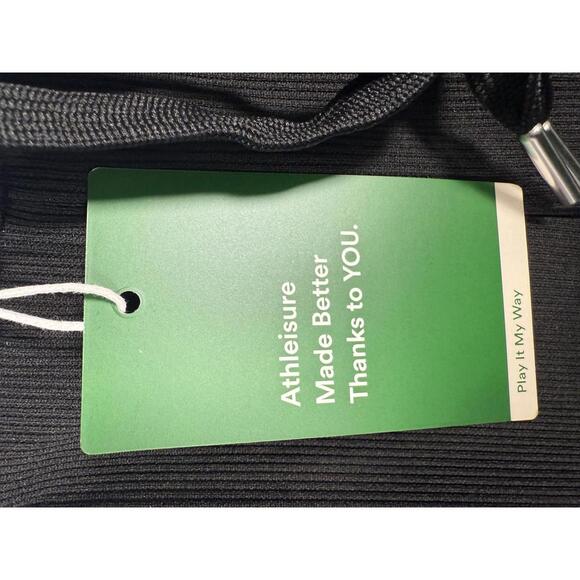 Athleisure
Made Better
Thanks to YOU.
Play It My Way